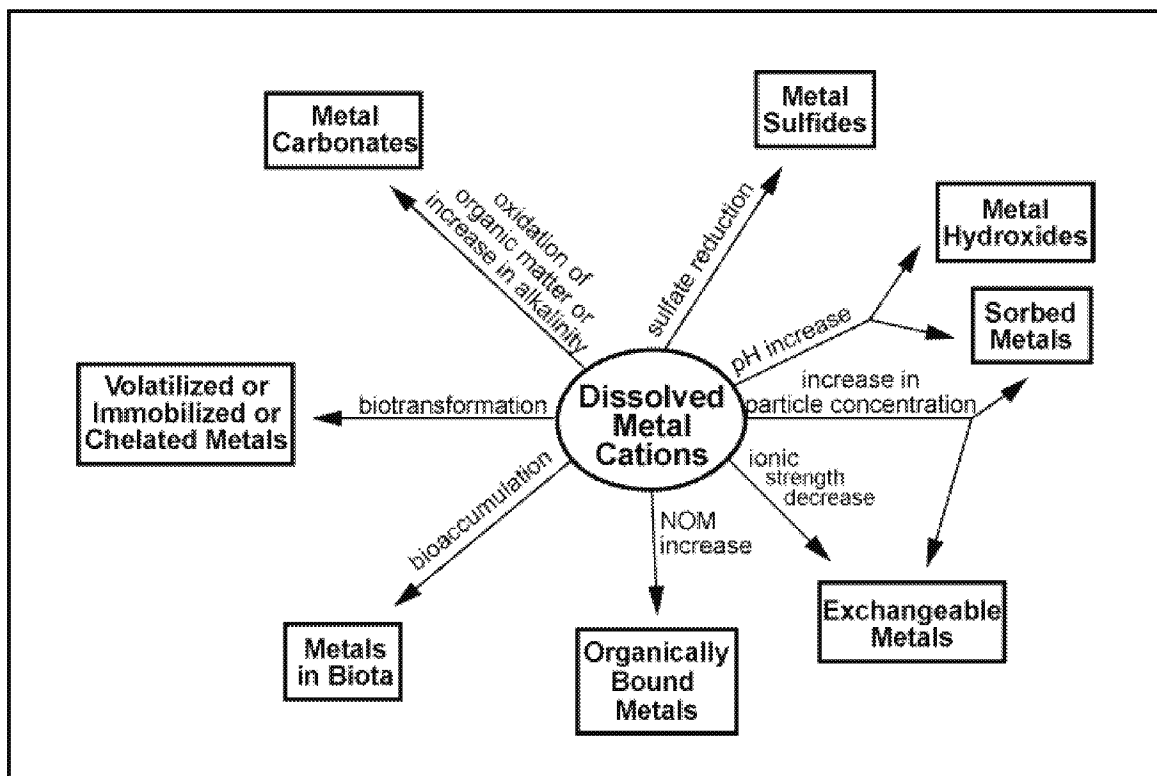 Metal
Carbonates
Metal
Sulfides
oxidation of
organic matter or
increase in alkalinity
sulfate reduction
Metal
Hydroxides
pH increase
Sorbed
Metals
increase in
particle concentration
Volatilized or
Immobilized or
Chelated Metals
biotransformation
Dissolved
Metal
Cations
ionic
strength
decrease
bioaccumulation
NOM
increase
Exchangeable
Metals
Metals
in Biota
Organically
Bound
Metals